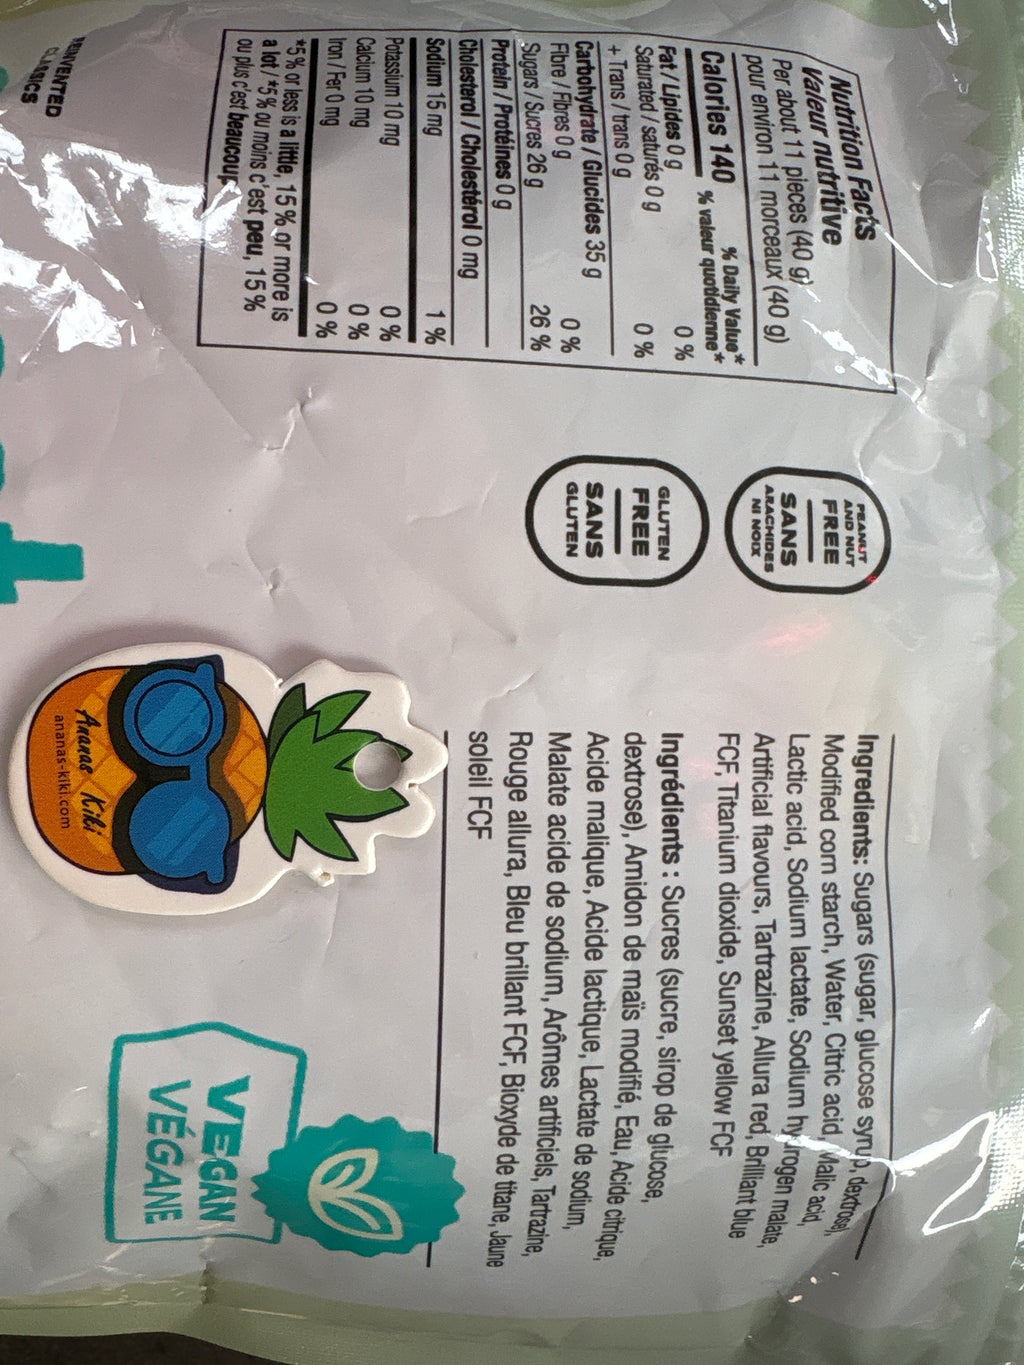 Nutrition Facts
Valeur nutritive
Per about 11 pieces (40 g)
pour environ 11 morceaux (40 g)
Calories 140
% Daily Value*
% valeur quotidienne*
Fat / Lipides 0 g 0 %
Saturated / saturés 0 g
+ Trans / trans 0 g 0 %
Carbohydrate / Glucides 35 g
Fibre / Fibres 0 g 0 %
Sugars / Sucres 26 g 26 %
Protein / Protéines 0 g
Cholesterol / Cholestérol 0 mg
Sodium 15 mg 1 %
Potassium 10 mg 0 %
Calcium 10 mg 0 %
Iron / Fer 0 mg 0 %
*5% or less is a little, 15% or more is
a lot / *5% ou moins c'est peu, 15%
ou plus c'est beaucoup
PEANUT
AND NUT
FREE
SANS
ARACHIDES
NI NOIX
GLUTEN
FREE
SANS
GLUTEN
Ingredients: Sugars (sugar, glucose syrup, dextrose),
Modified corn starch, Water, Citric acid, Malic acid,
Lactic acid, Sodium lactate, Sodium hydrogen malate,
Artificial flavours, Tartrazine, Allura red, Brilliant blue
FCF, Titanium dioxide, Sunset yellow FCF
Ingrédients : Sucres (sucre, sirop de glucose,
dextrose), Amidon de maïs modifié, Eau, Acide citrique,
Acide malique, Acide lactique, Lactate de sodium,
Malate acide de sodium, Arômes artificiels, Tartrazine,
Rouge allura, Bleu brillant FCF, Bioxyde de titane, Jaune
soleil FCF
Ananas Kiki
ananas-kiki.com
VEGAN
VÉGANE
REINVENTED
CLASSICS